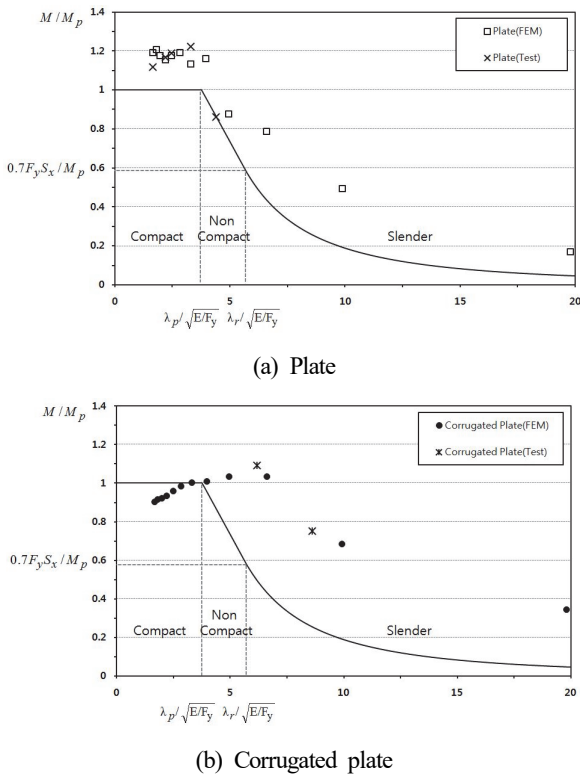 M/Mp
1.4
Plate(FEM)
Plate(Test)
1.2
1
0.8
0.7FySx/Mp
0.6
0.4
Non
Compact Compact Slender
0.2
0
0 5 10 15 20
λp/√E/Fy λr/√E/Fy
(a) Plate
M/Mp
1.4
Corrugated Plate(FEM)
Corrugated Plate(Test)
1.2
1
0.8
0.7FySx/Mp
0.6
0.4
Non
Compact Compact Slender
0.2
0
0 5 10 15 20
λp/√E/Fy λr/√E/Fy
(b) Corrugated plate